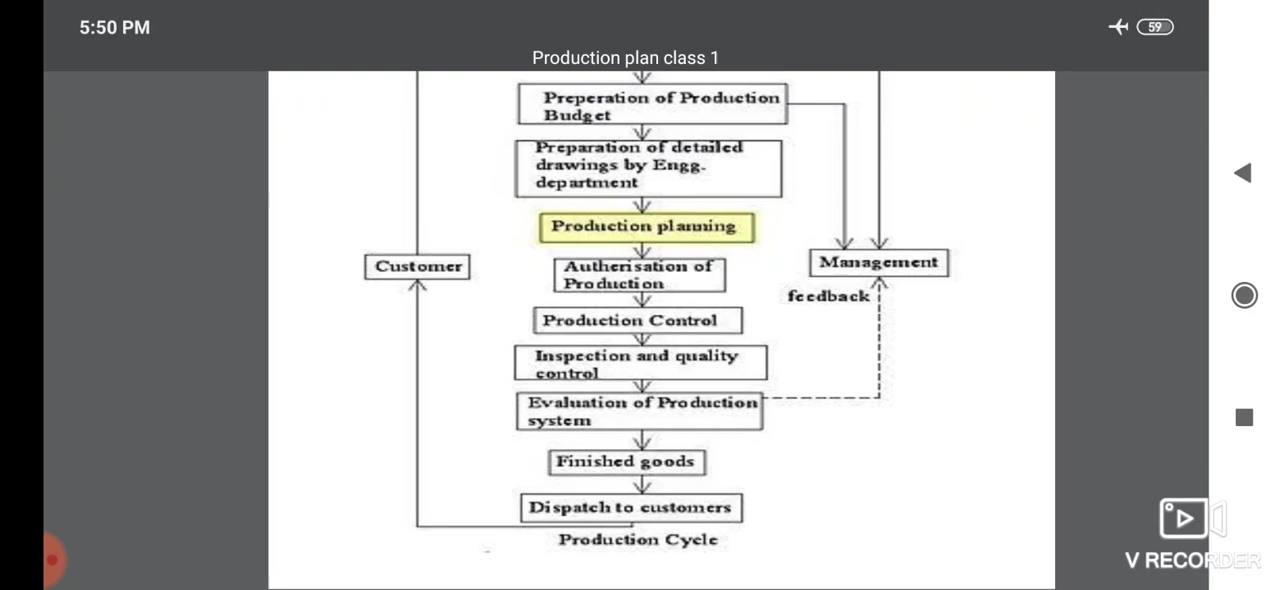 5:50 PM
59
Production plan class 1
Preperation of Production
Budget
Preparation of detailed
drawings by Engg.
department
Production planning
Customer
Autherisation of
Production
Management
feedback
Production Control
Inspection and quality
control
Evaluation of Production
system
Finished goods
Dispatch to customers
Production Cycle
V RECORDER